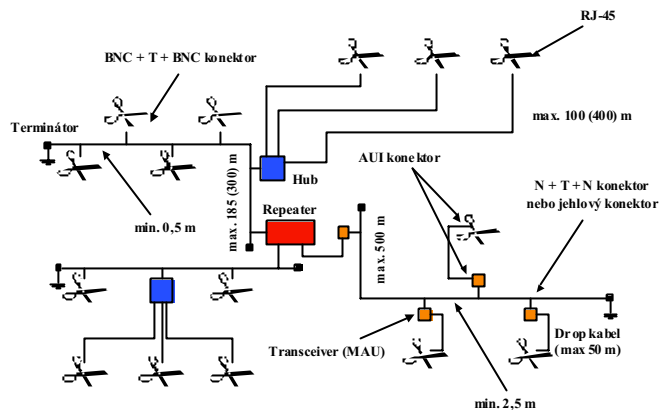 RJ-45
BNC + T + BNC konektor
Terminátor
max. 100 (400) m
AUI konektor
Hub
N + T + N konektor
nebo jehlový konektor
min. 0,5 m
max. 185 (300) m
Repeater
max. 500 m
Transceiver (MAU)
Drop kabel
(max 50 m)
min. 2,5 m